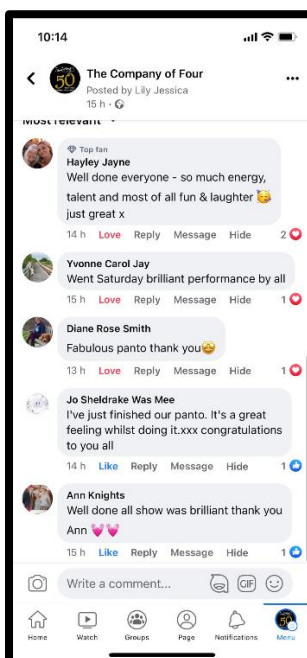 10:14
The Company of Four
Posted by Lily Jessica
15 h ·
Most relevant
Top fan
Hayley Jayne
Well done everyone - so much energy,
talent and most of all fun & laughter 🥳
just great x
14 h Love Reply Message Hide 2
Yvonne Carol Jay
Went Saturday brilliant performance by all
15 h Love Reply Message Hide 1
Diane Rose Smith
Fabulous panto thank you🤩
13 h Love Reply Message Hide 1
Jo Sheldrake Was Mee
I've just finished our panto. It's a great
feeling whilst doing it.xxx congratulations
to you all
14 h Like Reply Message Hide 1
Ann Knights
Well done all show was brilliant thank you
Ann 💓💓
15 h Like Reply Message Hide 1
Write a comment...
GIF
Home Watch Groups Page Notifications Menu